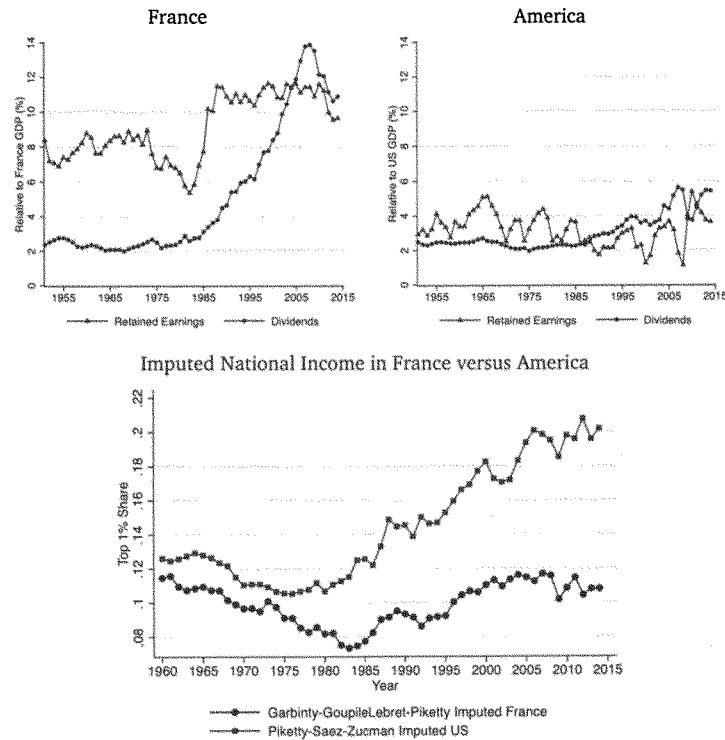 France
America
Relative to France GDP (%)
0 2 4 6 8 10 12 14
1955 1965 1975 1985 1995 2005 2015
Retained Earnings Dividends
Relative to US GDP (%)
0 2 4 6 8 10 12 14
1955 1965 1975 1985 1995 2005 2015
Retained Earnings Dividends
Imputed National Income in France versus America
Top 1% Share
.08 .1 .12 .14 .16 .18 .2 .22
1960 1965 1970 1975 1980 1985 1990 1995 2000 2005 2010 2015
Year
Garbinty-GoupileLebret-Piketty Imputed France
Piketty-Saez-Zucman Imputed US